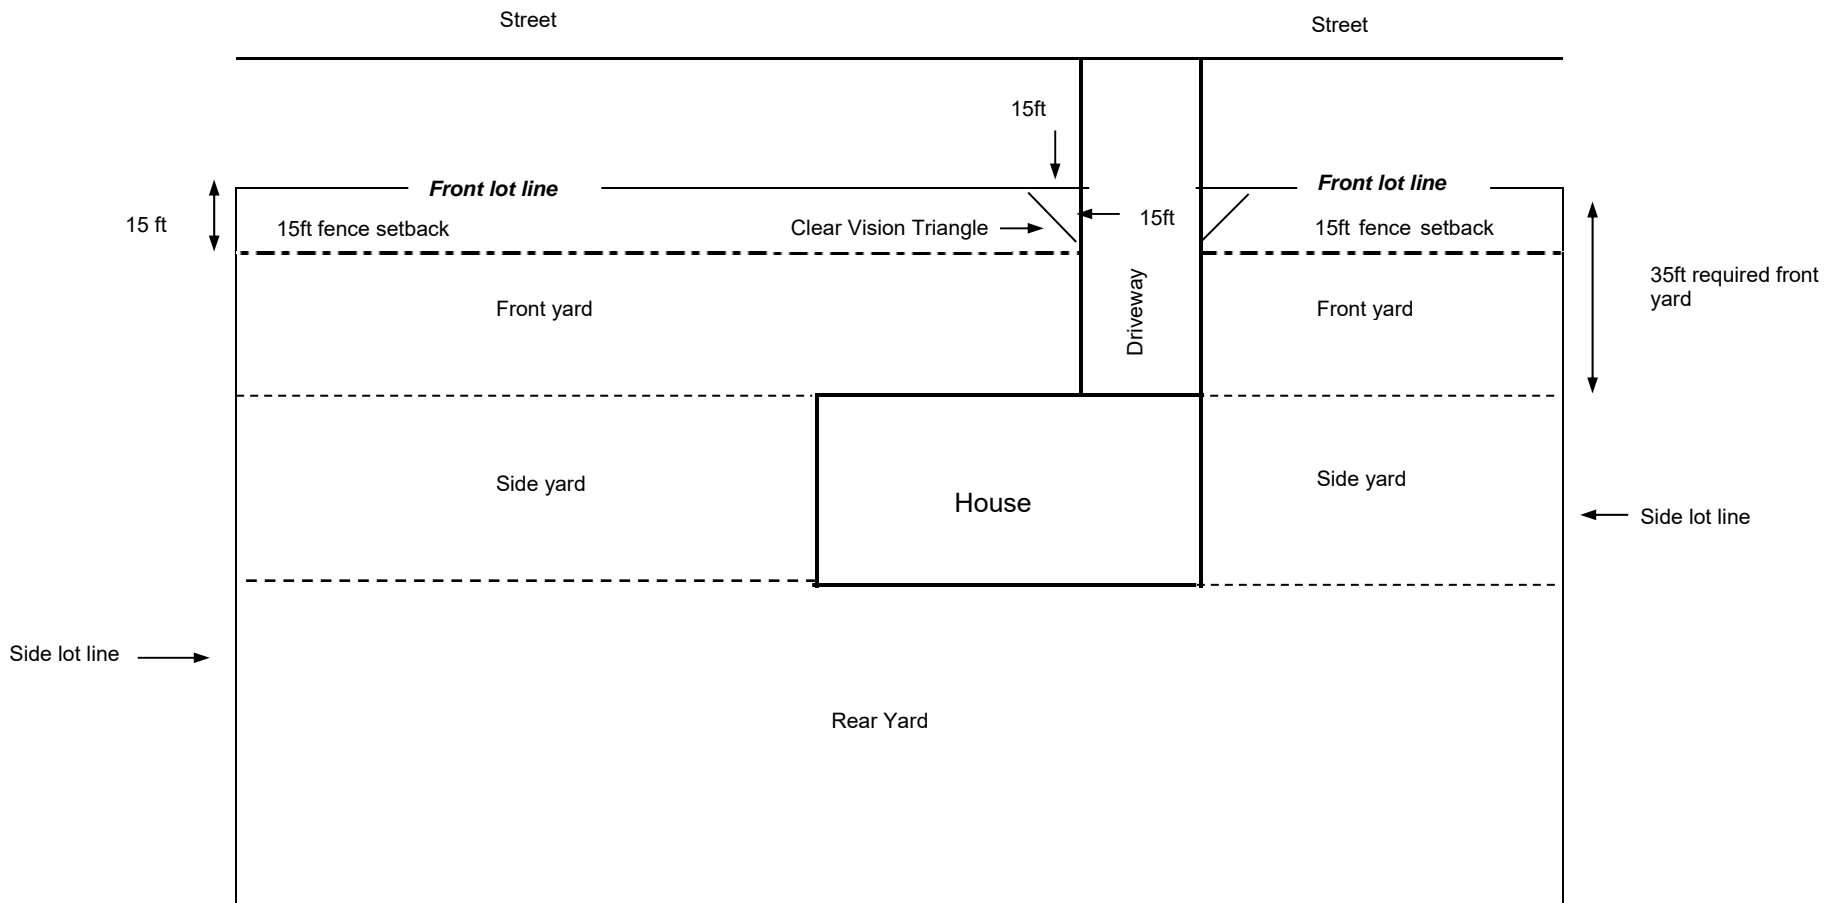 Street
Street
15ft
Front lot line
Front lot line
15 ft
15ft fence setback
Clear Vision Triangle
15ft
15ft fence setback
35ft required front
yard
Front yard
Driveway
Front yard
Side yard
House
Side yard
Side lot line
Side lot line
Rear Yard